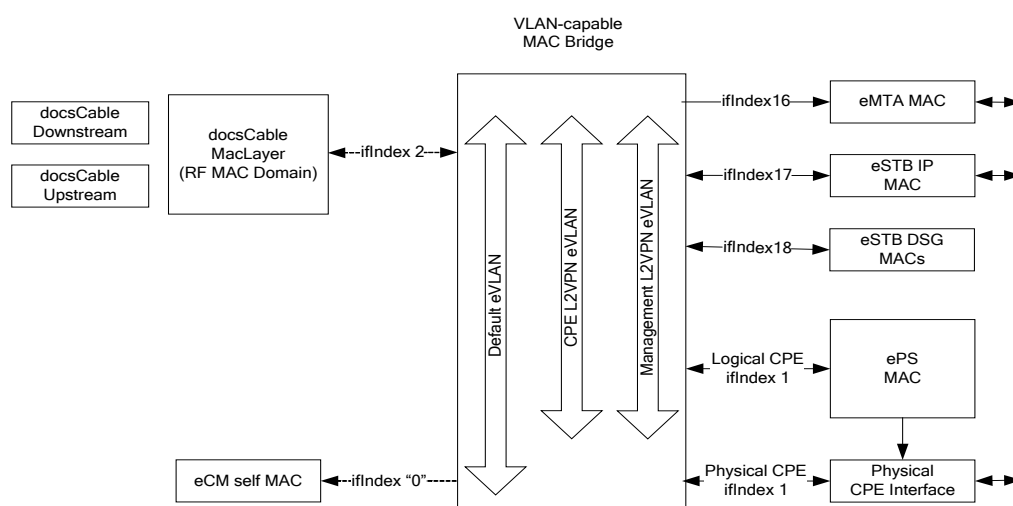 VLAN-capable
MAC Bridge
docsCable
Downstream
docsCable
Upstream
docsCable
MacLayer
(RF MAC Domain)
ifIndex 2
Default eVLAN
CPE L2VPN eVLAN
Management L2VPN eVLAN
ifIndex16
eMTA MAC
ifIndex17
eSTB IP
MAC
ifIndex18
eSTB DSG
MACs
Logical CPE
ifIndex 1
ePS
MAC
eCM self MAC
ifIndex “0”
Physical CPE
ifIndex 1
Physical
CPE Interface